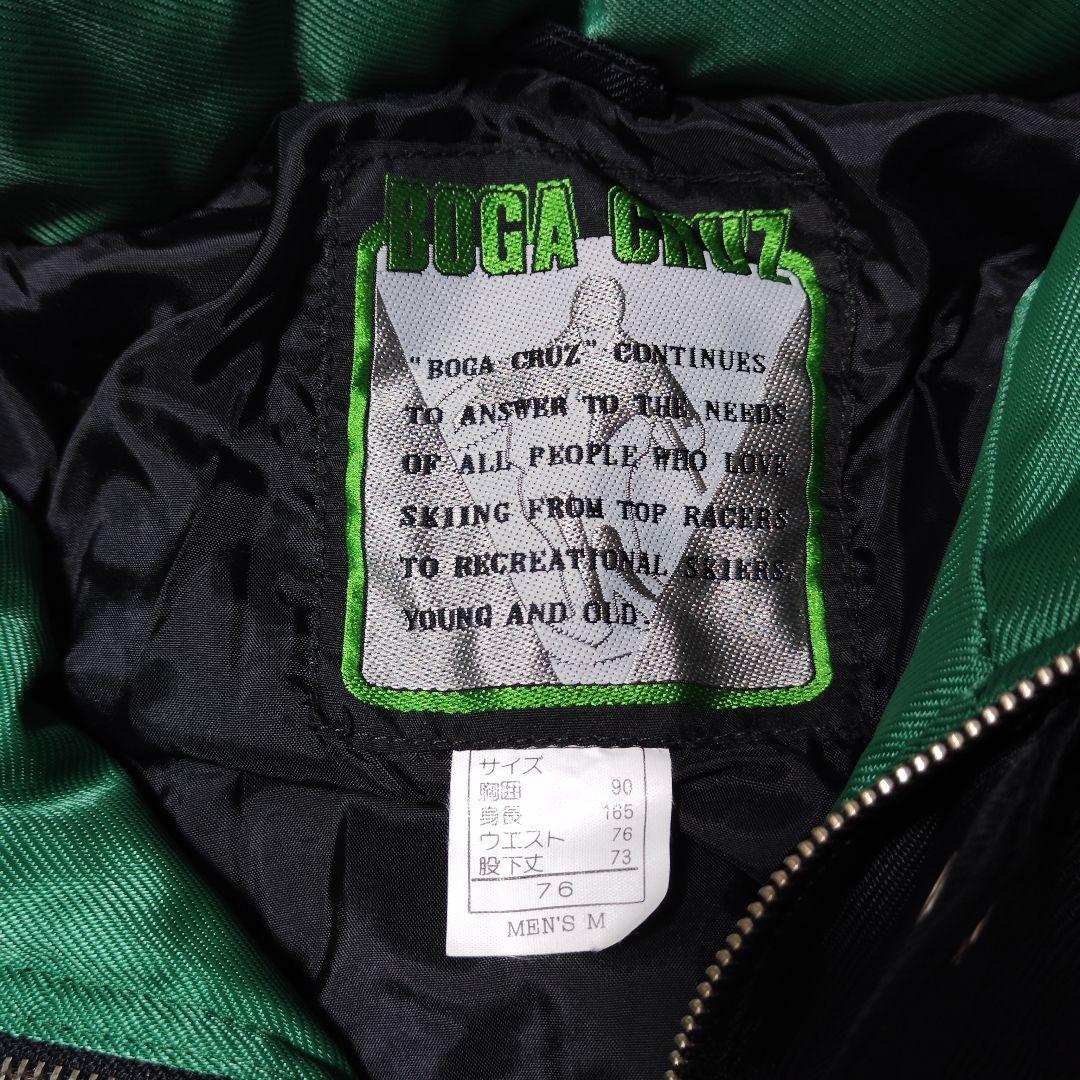 BOGA CRUZ
"BOGA CRUZ" CONTINUES
TO ANSWER TO THE NEEDS
OF ALL PEOPLE WHO LOVE
SKIING FROM TOP RACERS
TO RECREATIONAL SKIERS,
YOUNG AND OLD.
サイズ
胸囲 90
身長 165
ウエスト 76
股下丈 73
76
MEN'S M